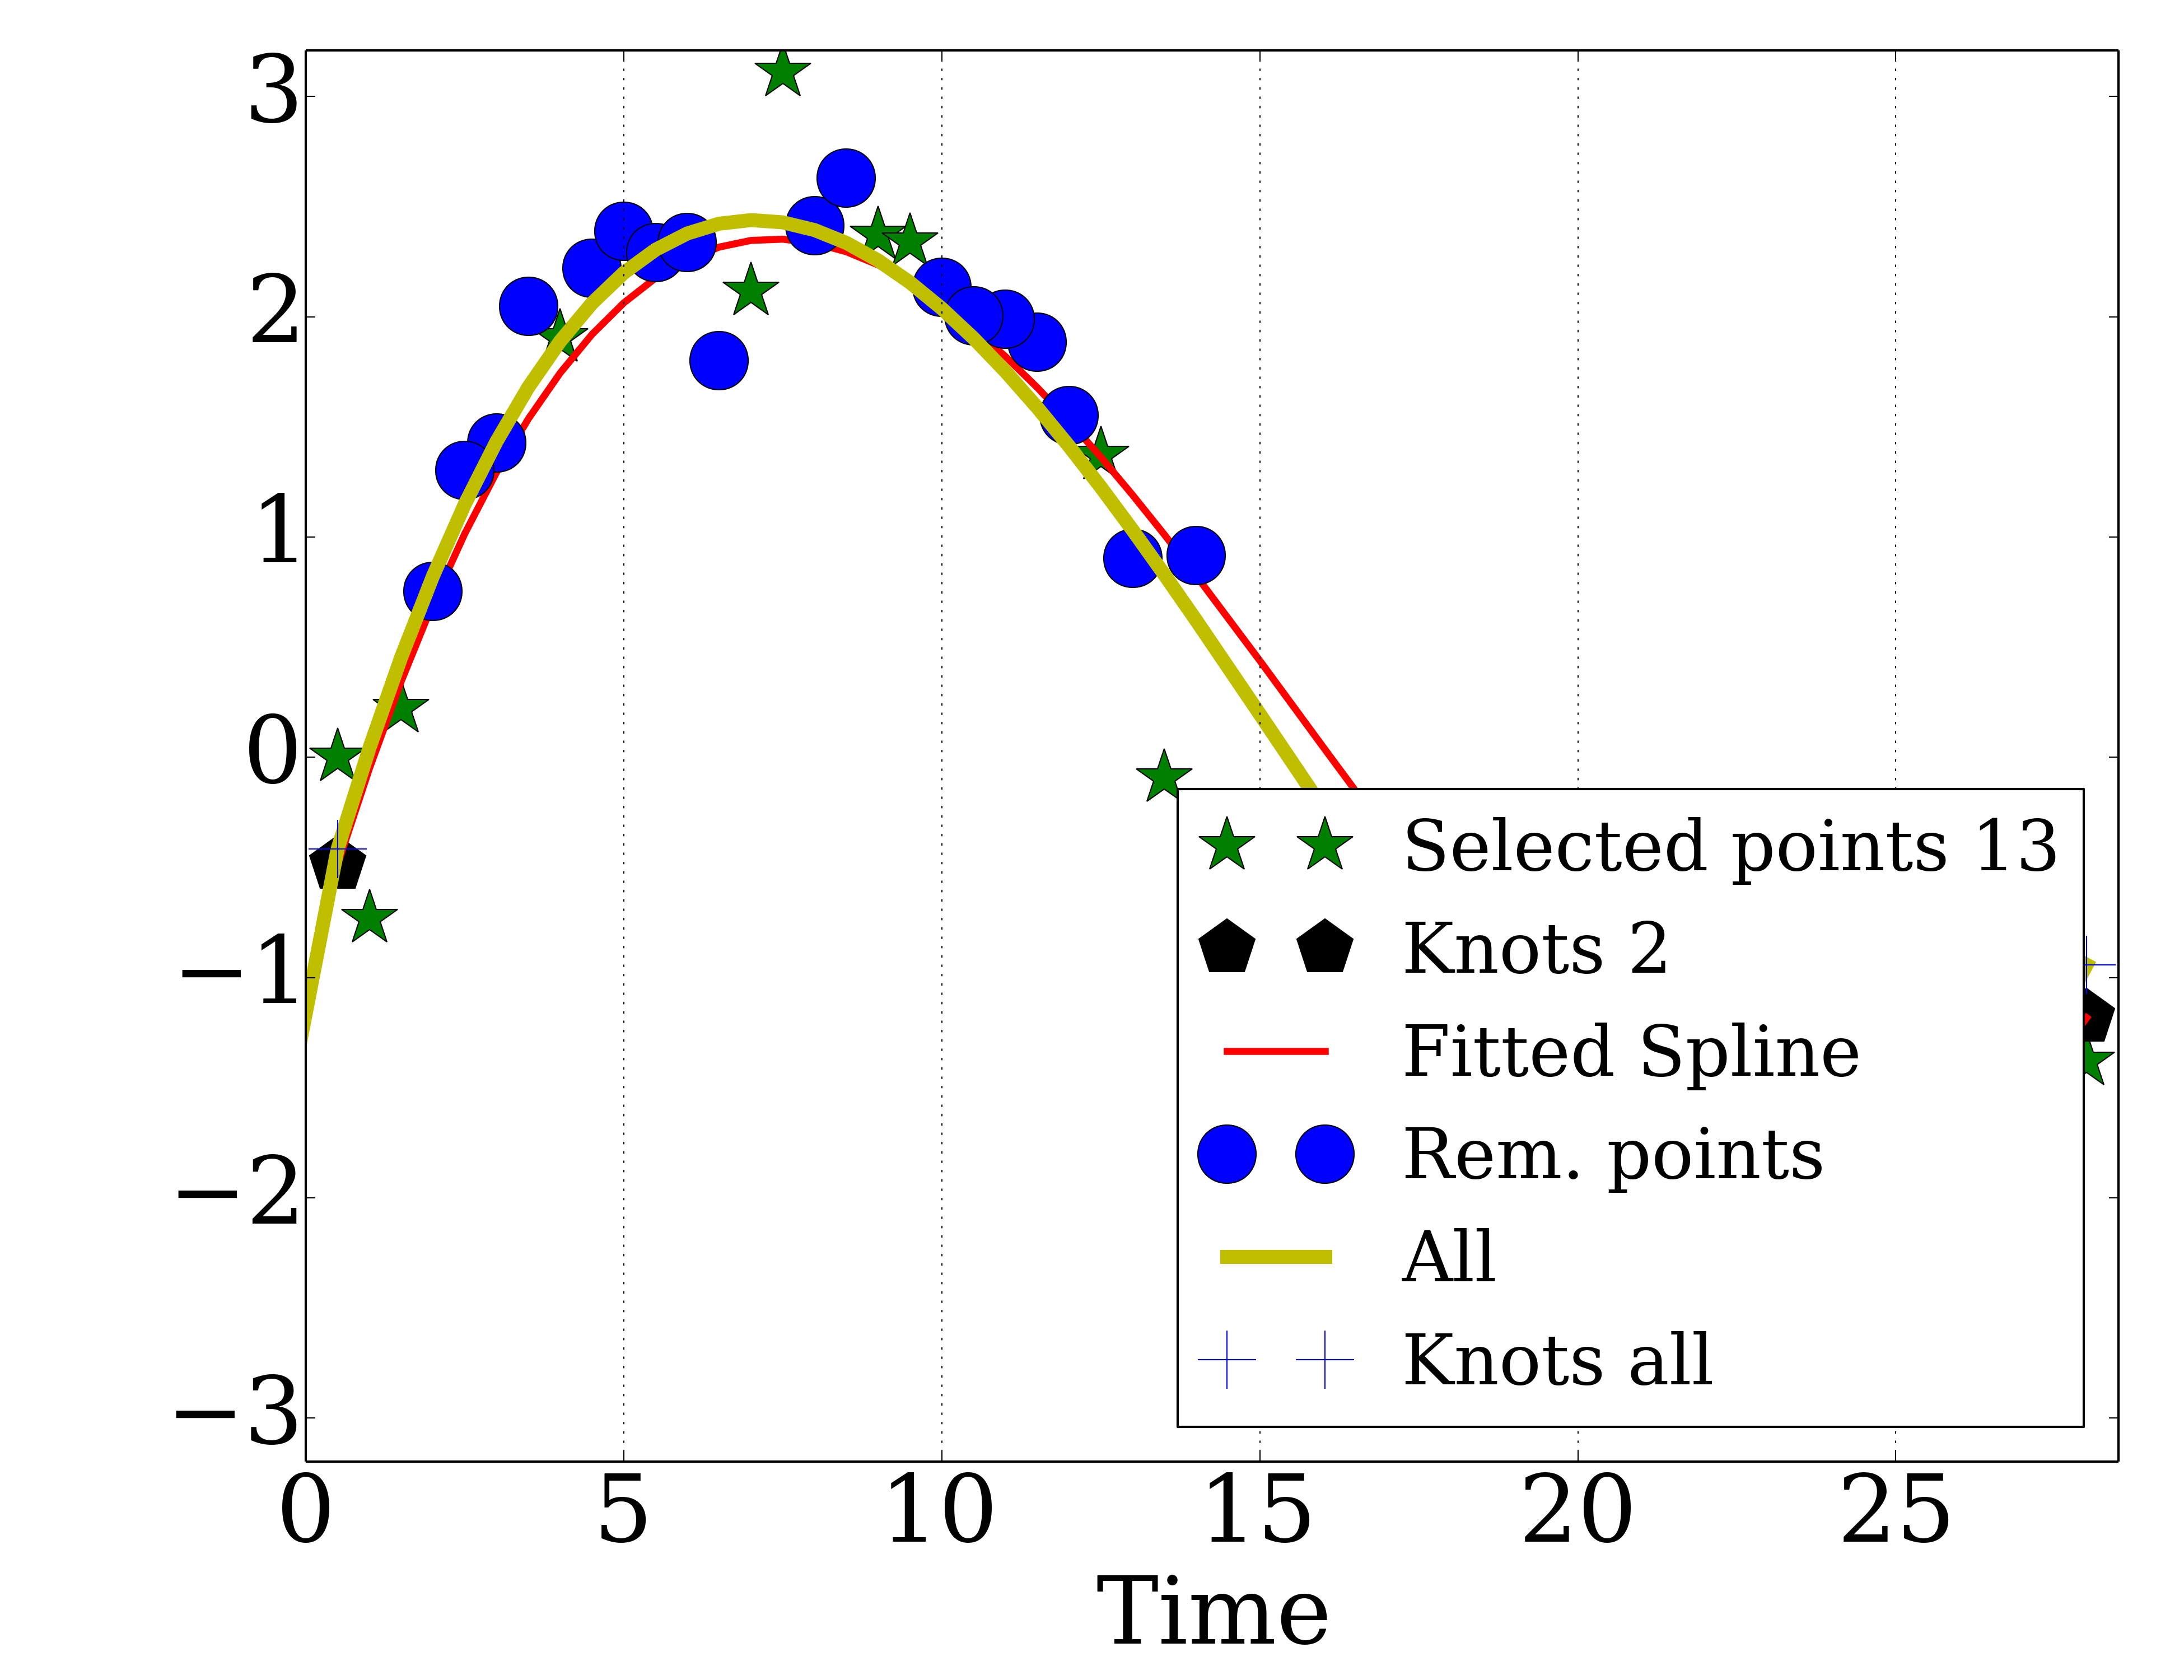 3
2
1
0
−1
−2
−3
Selected points 13
Knots 2
Fitted Spline
Rem. points
All
Knots all
0 5 10 15 20 25
Time